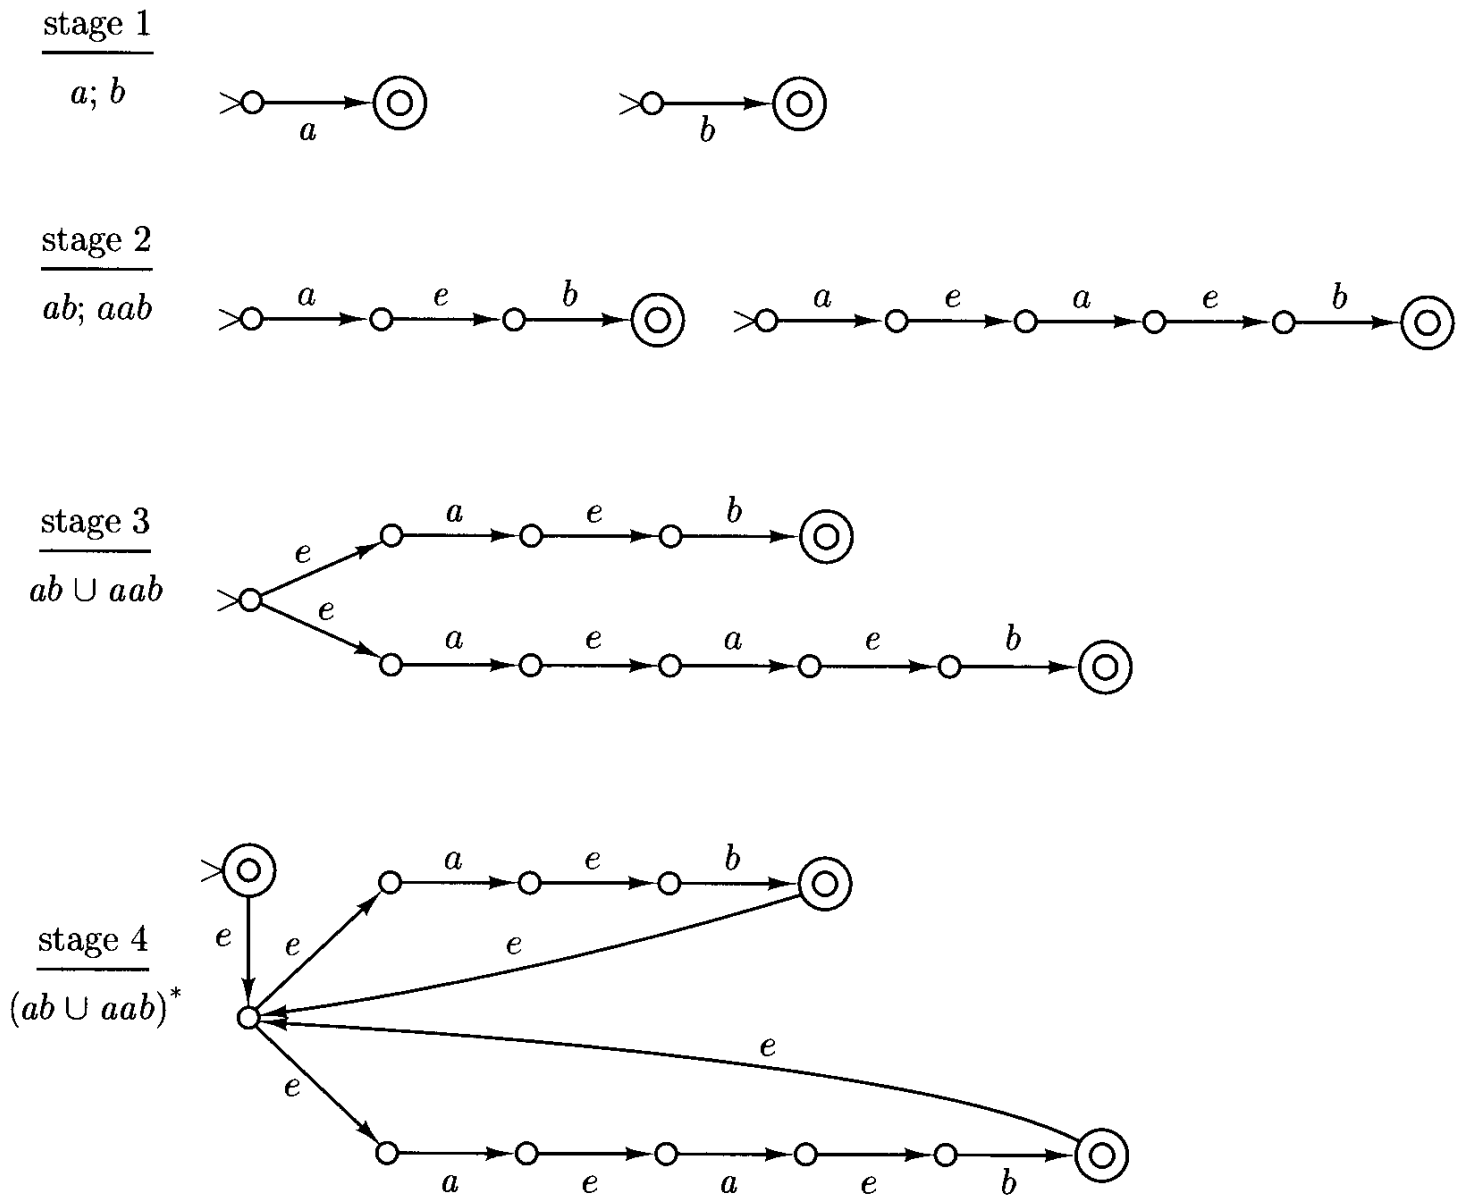 stage 1
a; b
a
b
stage 2
ab; aab
a e b
a e a e b
stage 3
ab ∪ aab
e
a e b
e
a e a e b
stage 4
(ab ∪ aab)*
a e b
e
e
e
e
e
a e a e b